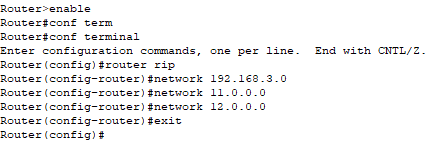 Router>enable
Router#conf term
Router#conf terminal
Enter configuration commands, one per line.  End with CNTL/Z.
Router(config)#router rip
Router(config-router)#network 192.168.3.0
Router(config-router)#network 11.0.0.0
Router(config-router)#network 12.0.0.0
Router(config-router)#exit
Router(config)#